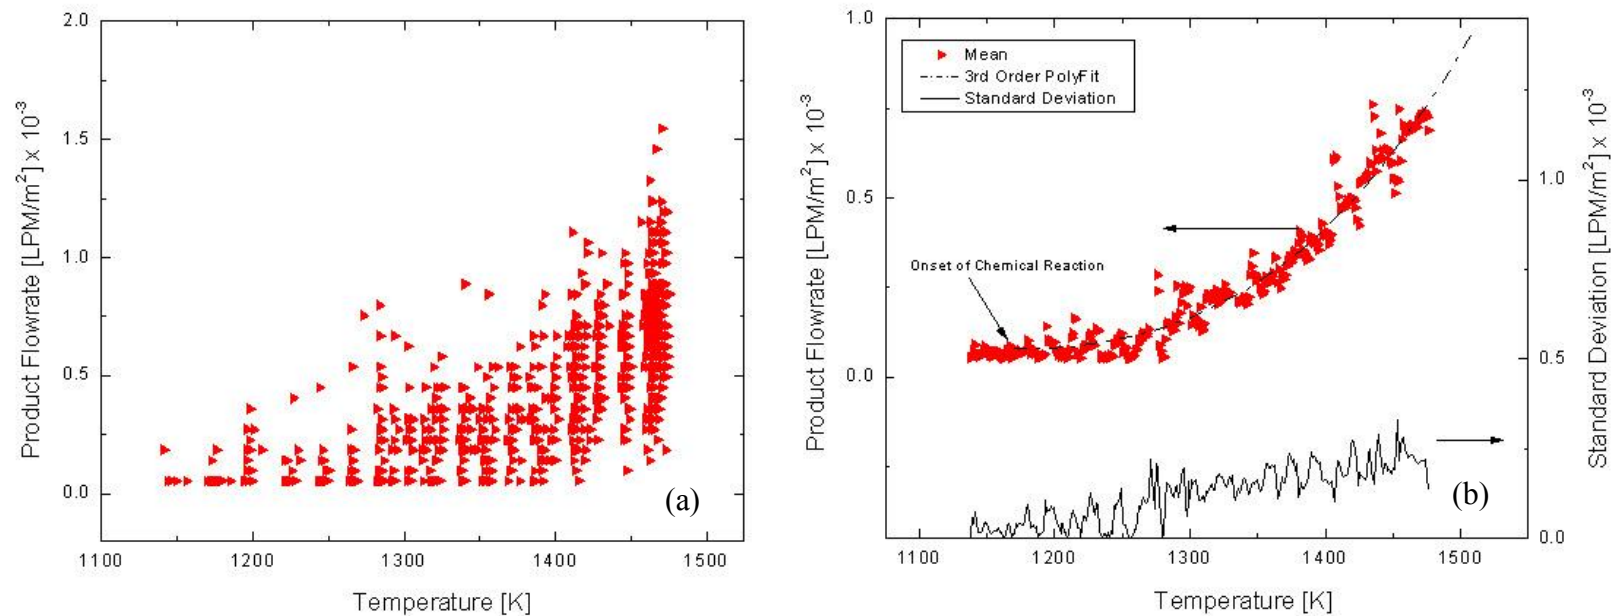 2.0
1.5
1.0
0.5
0.0
1100
1200
1300
1400
1500
Product Flowrate [LPM/m²] x 10⁻³
Temperature [K]
(a)
1.0
0.5
0.0
1100
1200
1300
1400
1500
Product Flowrate [LPM/m²] x 10⁻³
Temperature [K]
Mean
3rd Order PolyFit
Standard Deviation
Onset of Chemical Reaction
(b)
1.0
0.5
0.0
Standard Deviation [LPM/m²] x 10⁻³